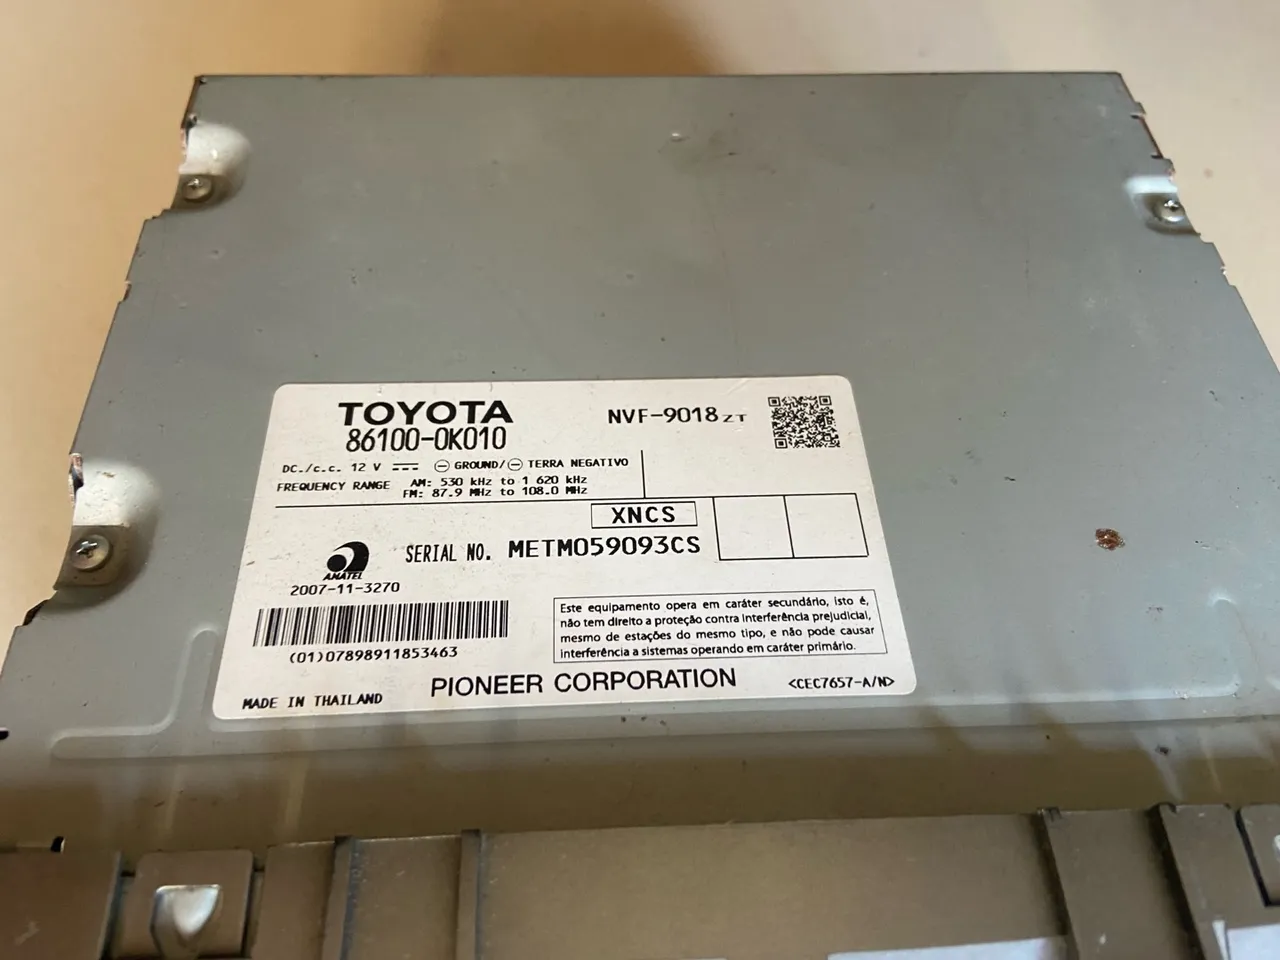 TOYOTA
86100-0K010
NVF-9018ZT
DC./c.c. 12 V ⎓ ⊖ GROUND/⊖ TERRA NEGATIVO
FREQUENCY RANGE AM: 530 kHz to 1 620 kHz
FM: 87.9 MHz to 108.0 MHz
XNCS
SERIAL NO. METM059093CS
ANATEL
2007-11-3270
(01)07898911853463
Este equipamento opera em caráter secundário, isto é,
não tem direito a proteção contra interferência prejudicial,
mesmo de estações do mesmo tipo, e não pode causar
interferência a sistemas operando em caráter primário.
MADE IN THAILAND
PIONEER CORPORATION
<CEC7657-A/N>